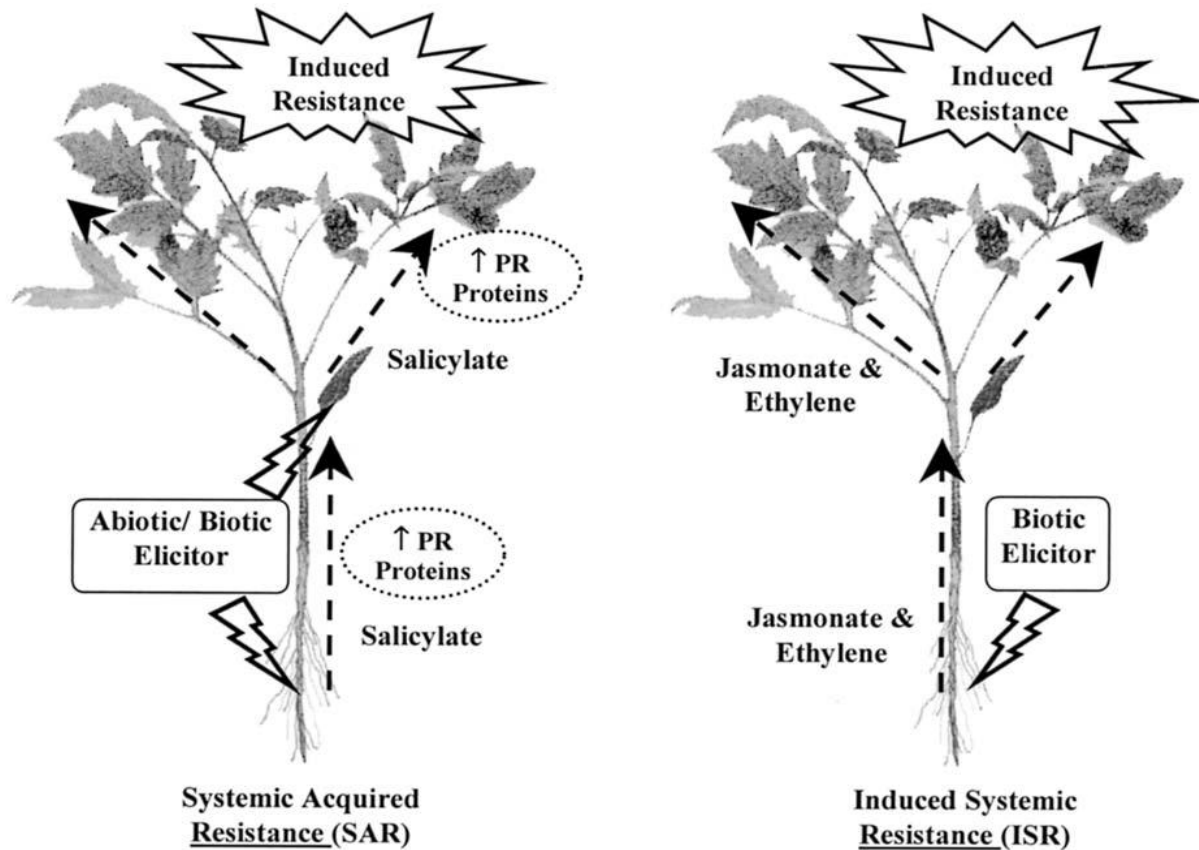 Induced
Resistance
↑ PR
Proteins
Salicylate
Abiotic/ Biotic
Elicitor
↑ PR
Proteins
Salicylate
Systemic Acquired
Resistance (SAR)
Induced
Resistance
Jasmonate &
Ethylene
Biotic
Elicitor
Jasmonate &
Ethylene
Induced Systemic
Resistance (ISR)